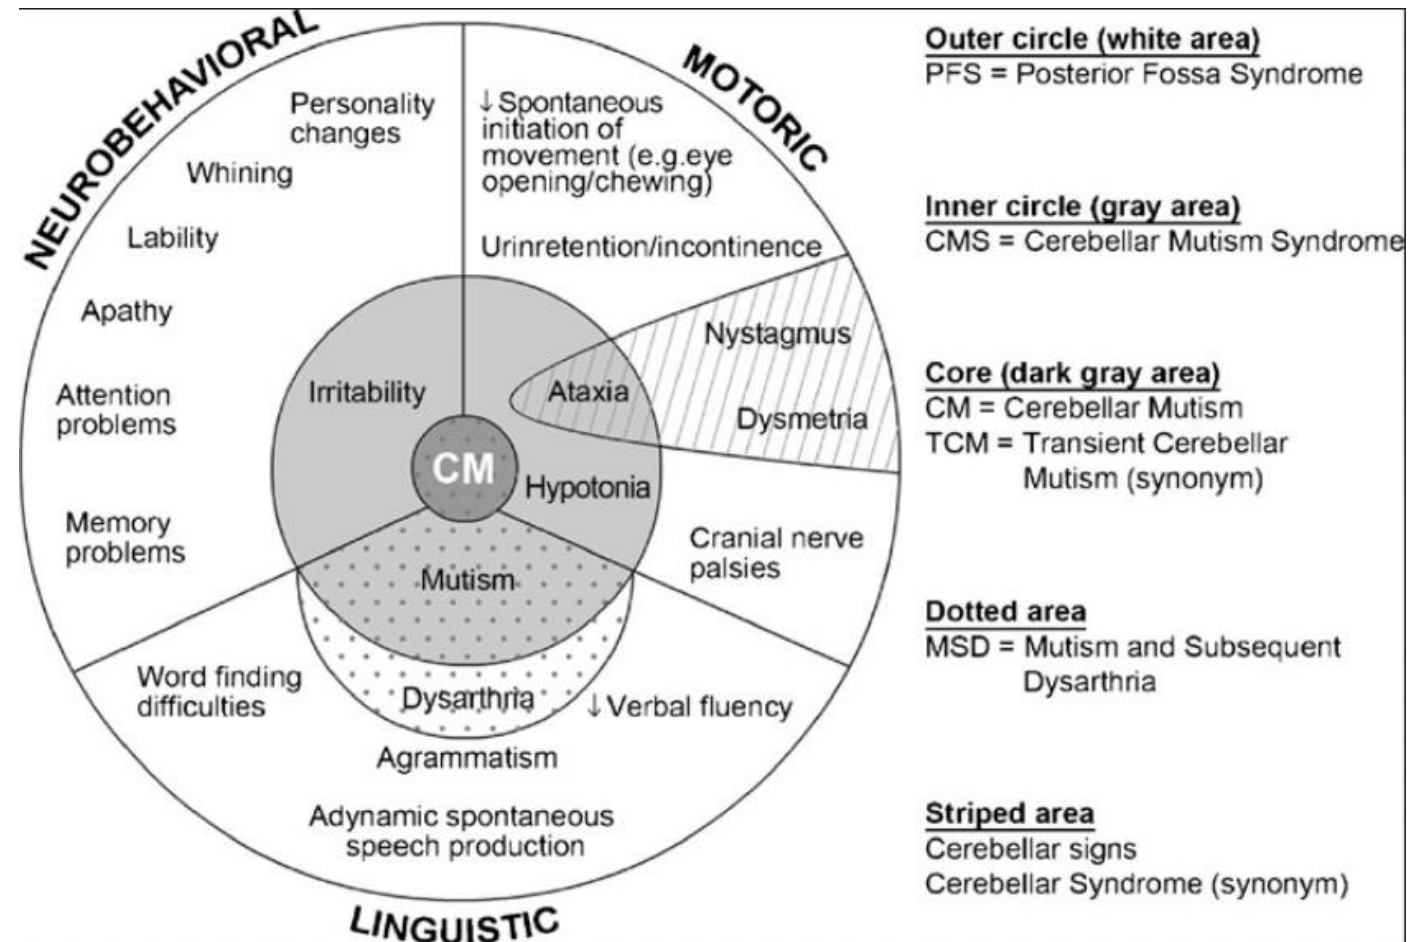 NEUROBEHAVIORAL
MOTORIC
LINGUISTIC
Personality
changes
Whining
Lability
Apathy
Attention
problems
Memory
problems
Irritability
↓Spontaneous
initiation of
movement (e.g.eye
opening/chewing)
Urinretention/incontinence
Nystagmus
Ataxia
Dysmetria
CM
Hypotonia
Cranial nerve
palsies
Mutism
Word finding
difficulties
Dysarthria
↓Verbal fluency
Agrammatism
Adynamic spontaneous
speech production
Outer circle (white area)
PFS = Posterior Fossa Syndrome
Inner circle (gray area)
CMS = Cerebellar Mutism Syndrome
Core (dark gray area)
CM = Cerebellar Mutism
TCM = Transient Cerebellar
Mutism (synonym)
Dotted area
MSD = Mutism and Subsequent
Dysarthria
Striped area
Cerebellar signs
Cerebellar Syndrome (synonym)